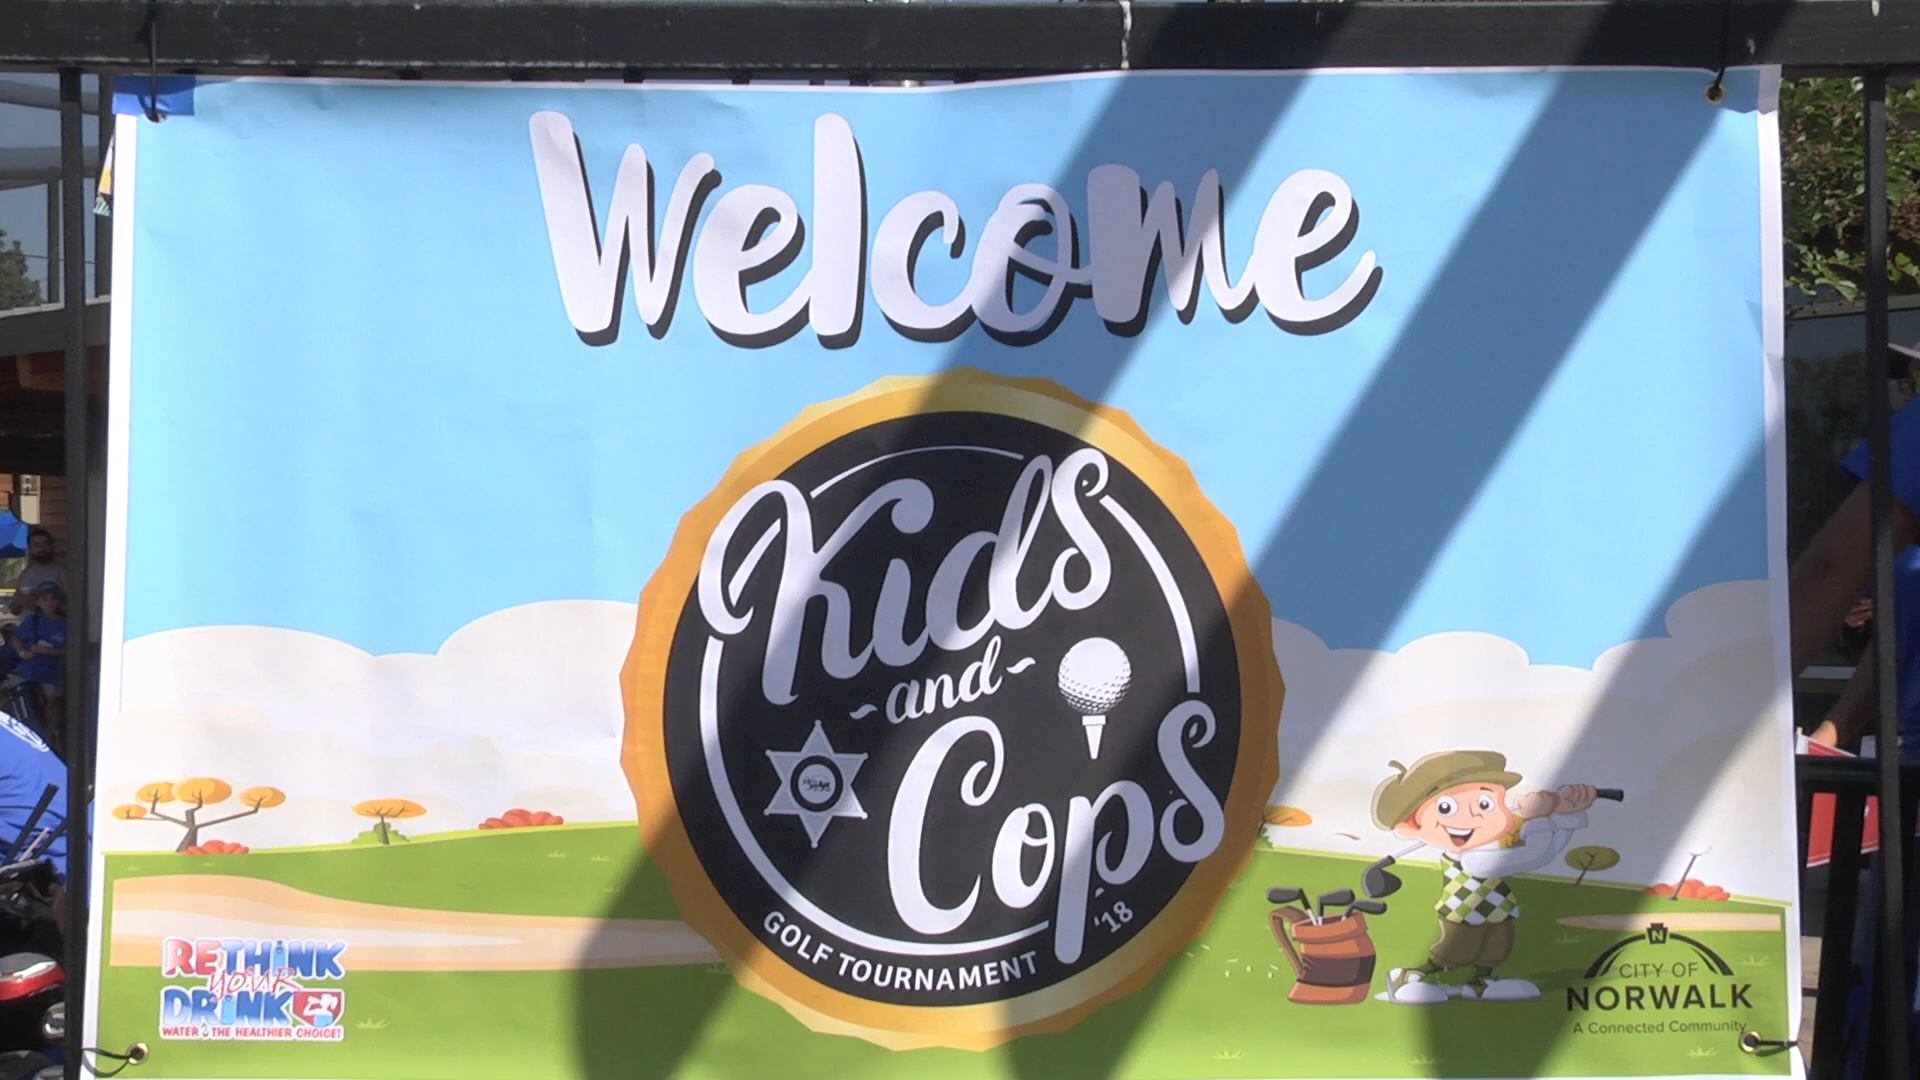 Welcome
Kids
-and-
Cops
'18
GOLF TOURNAMENT
RETHINK
YOUR
DRINK
WATER THE HEALTHIER CHOICE!
N
CITY OF
NORWALK
A Connected Community